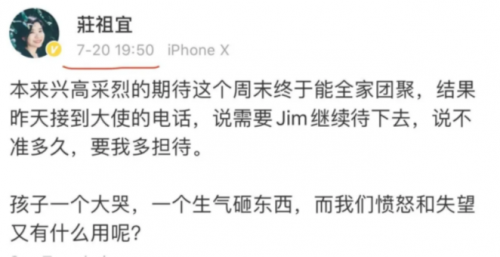 莊祖宜
7-20 19:50 iPhone X
本来兴高采烈的期待这个周末终于能全家团聚，结果
昨天接到大使的电话，说需要Jim继续待下去，说不
准多久，要我多担待。
孩子一个大哭，一个生气砸东西，而我们愤怒和失望
又有什么用呢？